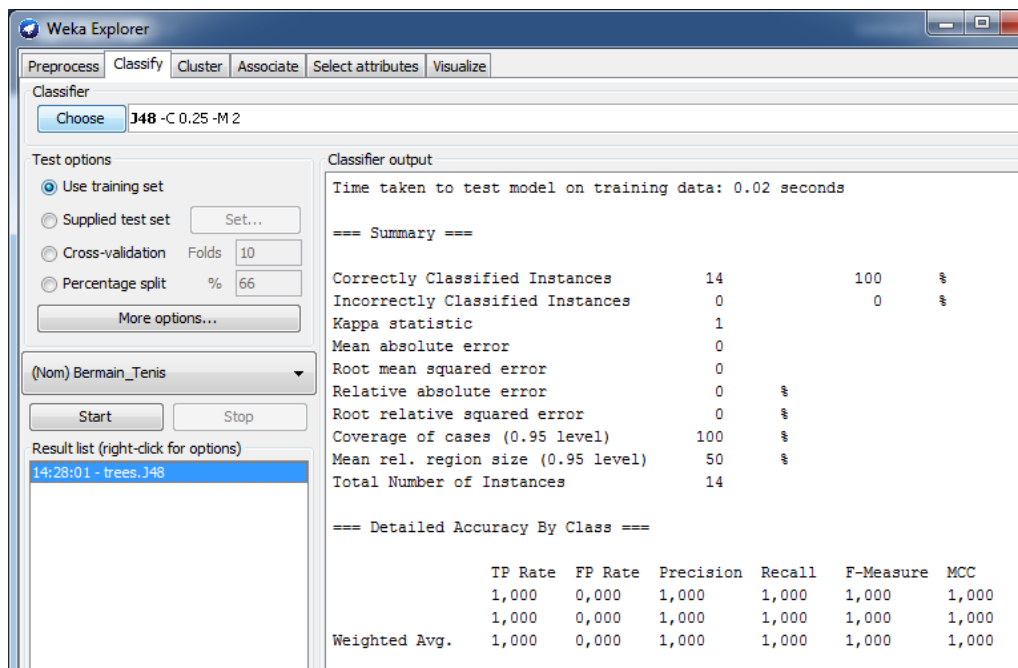 Weka Explorer
Preprocess Classify Cluster Associate Select attributes Visualize
Classifier
Choose J48 -C 0.25 -M 2
Test options
Use training set
Supplied test set Set...
Cross-validation Folds 10
Percentage split % 66
More options...
(Nom) Bermain_Tenis
Start Stop
Result list (right-click for options)
14:28:01 - trees.J48
Classifier output
Time taken to test model on training data: 0.02 seconds
=== Summary ===
Correctly Classified Instances 14 100 %
Incorrectly Classified Instances 0 0 %
Kappa statistic 1
Mean absolute error 0
Root mean squared error 0
Relative absolute error 0 %
Root relative squared error 0 %
Coverage of cases (0.95 level) 100 %
Mean rel. region size (0.95 level) 50 %
Total Number of Instances 14
=== Detailed Accuracy By Class ===
TP Rate FP Rate Precision Recall F-Measure MCC
1,000 0,000 1,000 1,000 1,000 1,000
1,000 0,000 1,000 1,000 1,000 1,000
Weighted Avg. 1,000 0,000 1,000 1,000 1,000 1,000